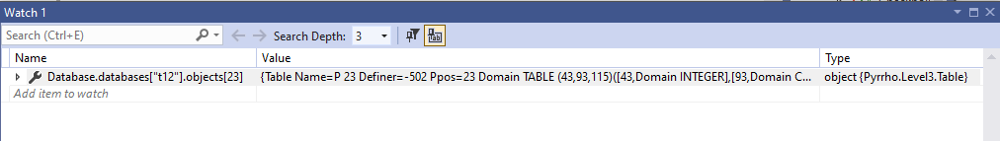 Watch 1
Search (Ctrl+E) Search Depth: 3
Name Value Type
Database.databases["t12"].objects[23] {Table Name=P 23 Definer=-502 Ppos=23 Domain TABLE (43,93,115)([43,Domain INTEGER],[93,Domain C... object {Pyrrho.Level3.Table}
Add item to watch